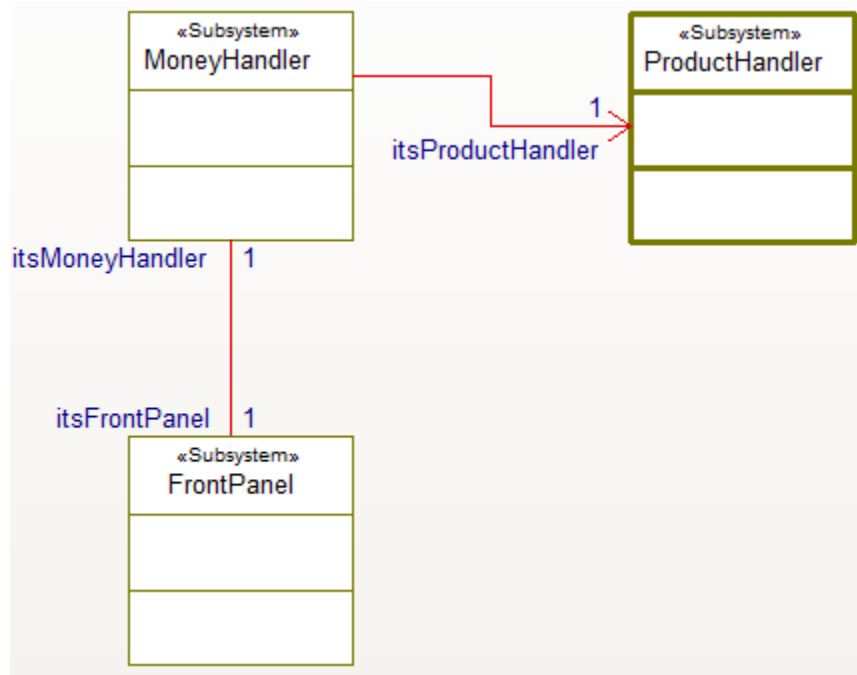 «Subsystem»
MoneyHandler
«Subsystem»
ProductHandler
1
itsProductHandler
itsMoneyHandler 1
itsFrontPanel 1
«Subsystem»
FrontPanel